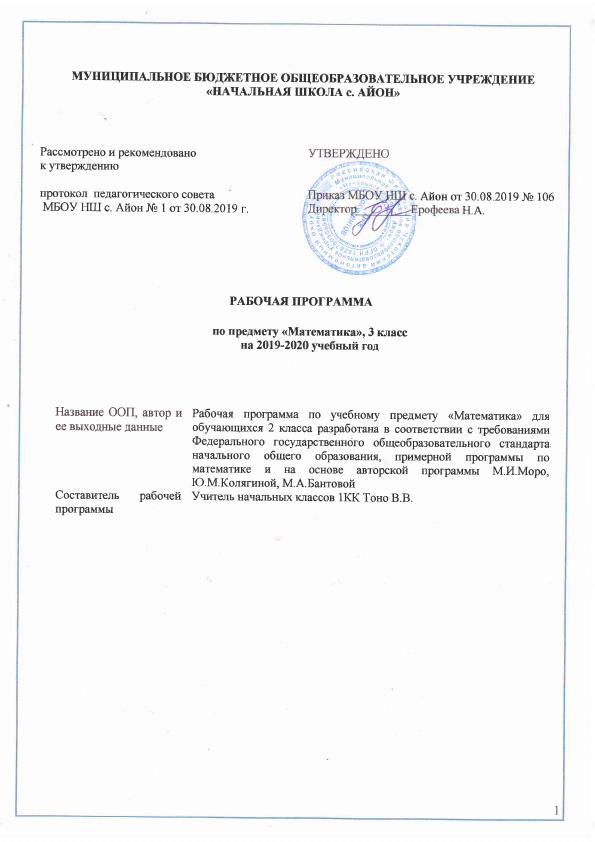 МУНИЦИПАЛЬНОЕ БЮДЖЕТНОЕ ОБЩЕОБРАЗОВАТЕЛЬНОЕ УЧРЕЖДЕНИЕ
«НАЧАЛЬНАЯ ШКОЛА с. АЙОН»
Рассмотрено и рекомендовано
к утверждению
протокол педагогического совета
МБОУ НШ с. Айон № 1 от 30.08.2019 г.
УТВЕРЖДЕНО
Приказ МБОУ НШ с. Айон от 30.08.2019 № 106
Директор Ерофеева Н.А.
РАБОЧАЯ ПРОГРАММА
по предмету «Математика», 3 класс
на 2019-2020 учебный год
Название ООП, автор и
ее выходные данные
Рабочая программа по учебному предмету «Математика» для
обучающихся 2 класса разработана в соответствии с требованиями
Федерального государственного общеобразовательного стандарта
начального общего образования, примерной программы по
математике и на основе авторской программы М.И.Моро,
Ю.М.Колягиной, М.А.Бантовой
Составитель рабочей
программы
Учитель начальных классов 1КК Тоно В.В.
1